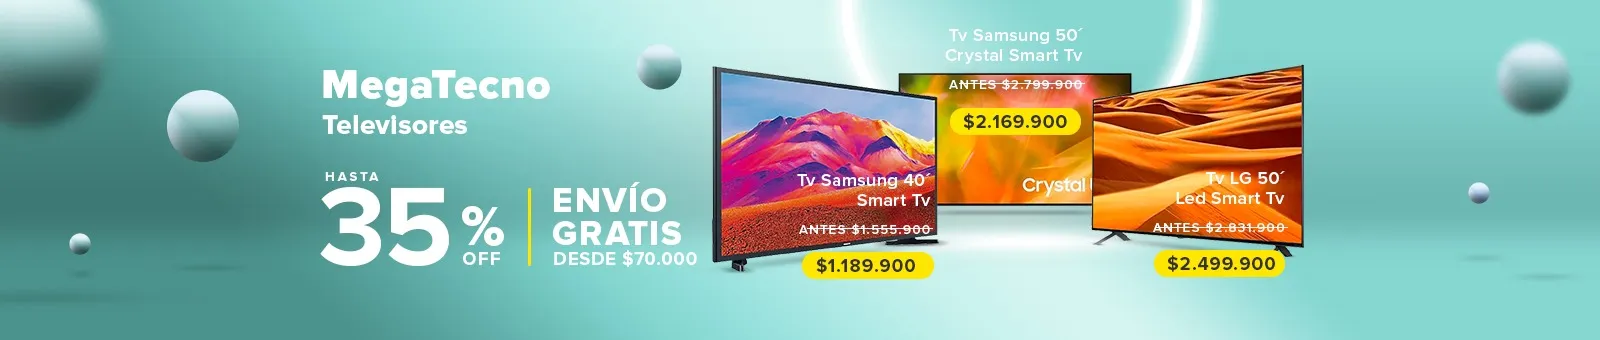 MegaTecno
Televisores
HASTA
35%
OFF
ENVÍO
GRATIS
DESDE $70.000
Tv Samsung 40´
Smart Tv
ANTES $1.555.900
$1.189.900
Tv Samsung 50´
Crystal Smart Tv
ANTES $2.799.900
$2.169.900
Crystal
Tv LG 50´
Led Smart Tv
ANTES $2.831.900
$2.499.900